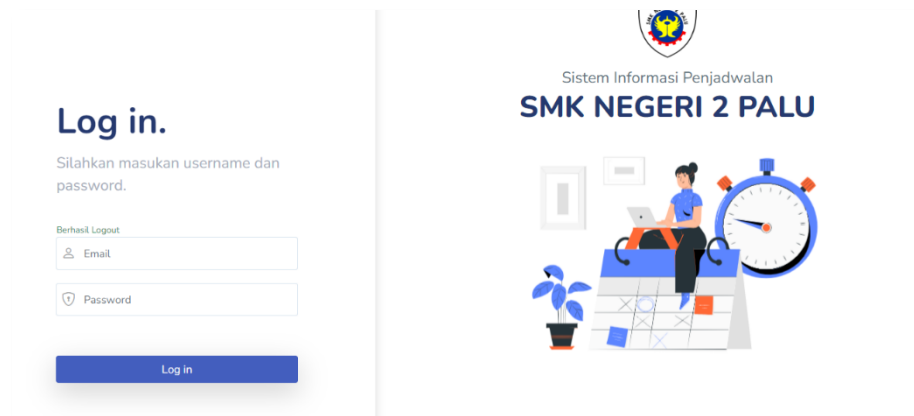 Log in.
Silahkan masukan username dan
password.
Berhasil Logout
Email
Password
Log in
Sistem Informasi Penjadwalan
SMK NEGERI 2 PALU